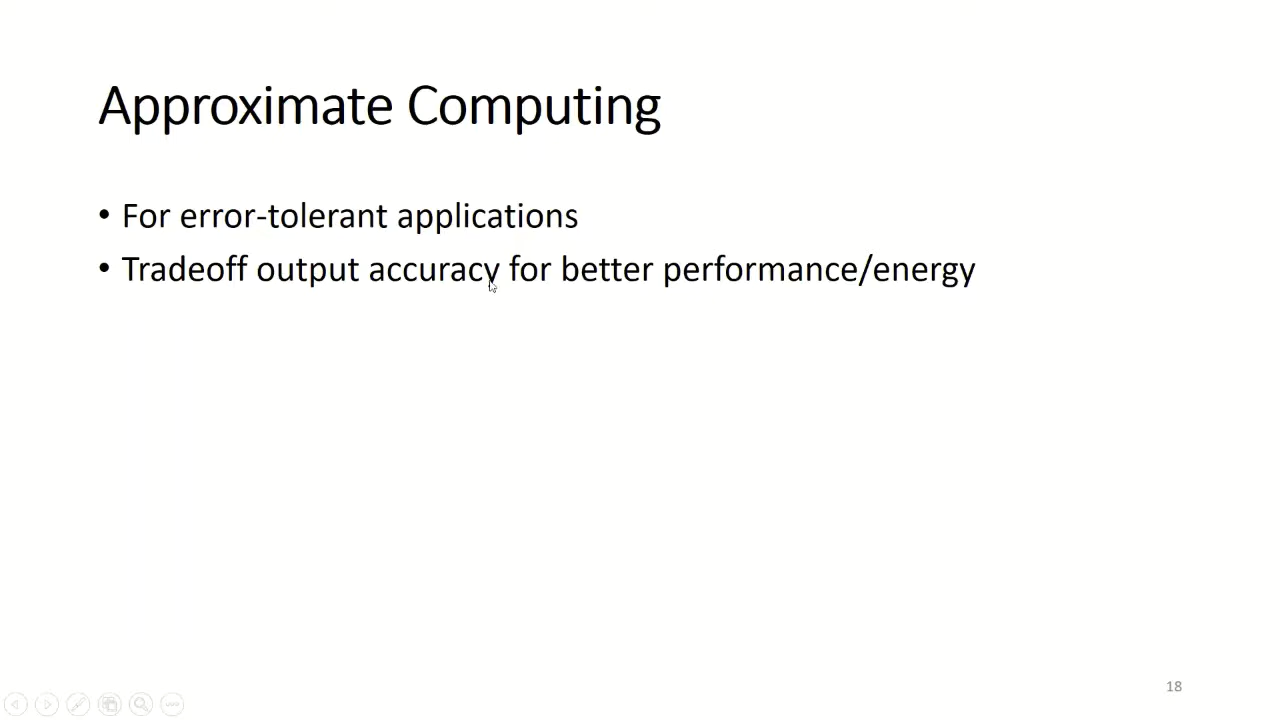 Approximate Computing
• For error-tolerant applications
• Tradeoff output accuracy for better performance/energy
18